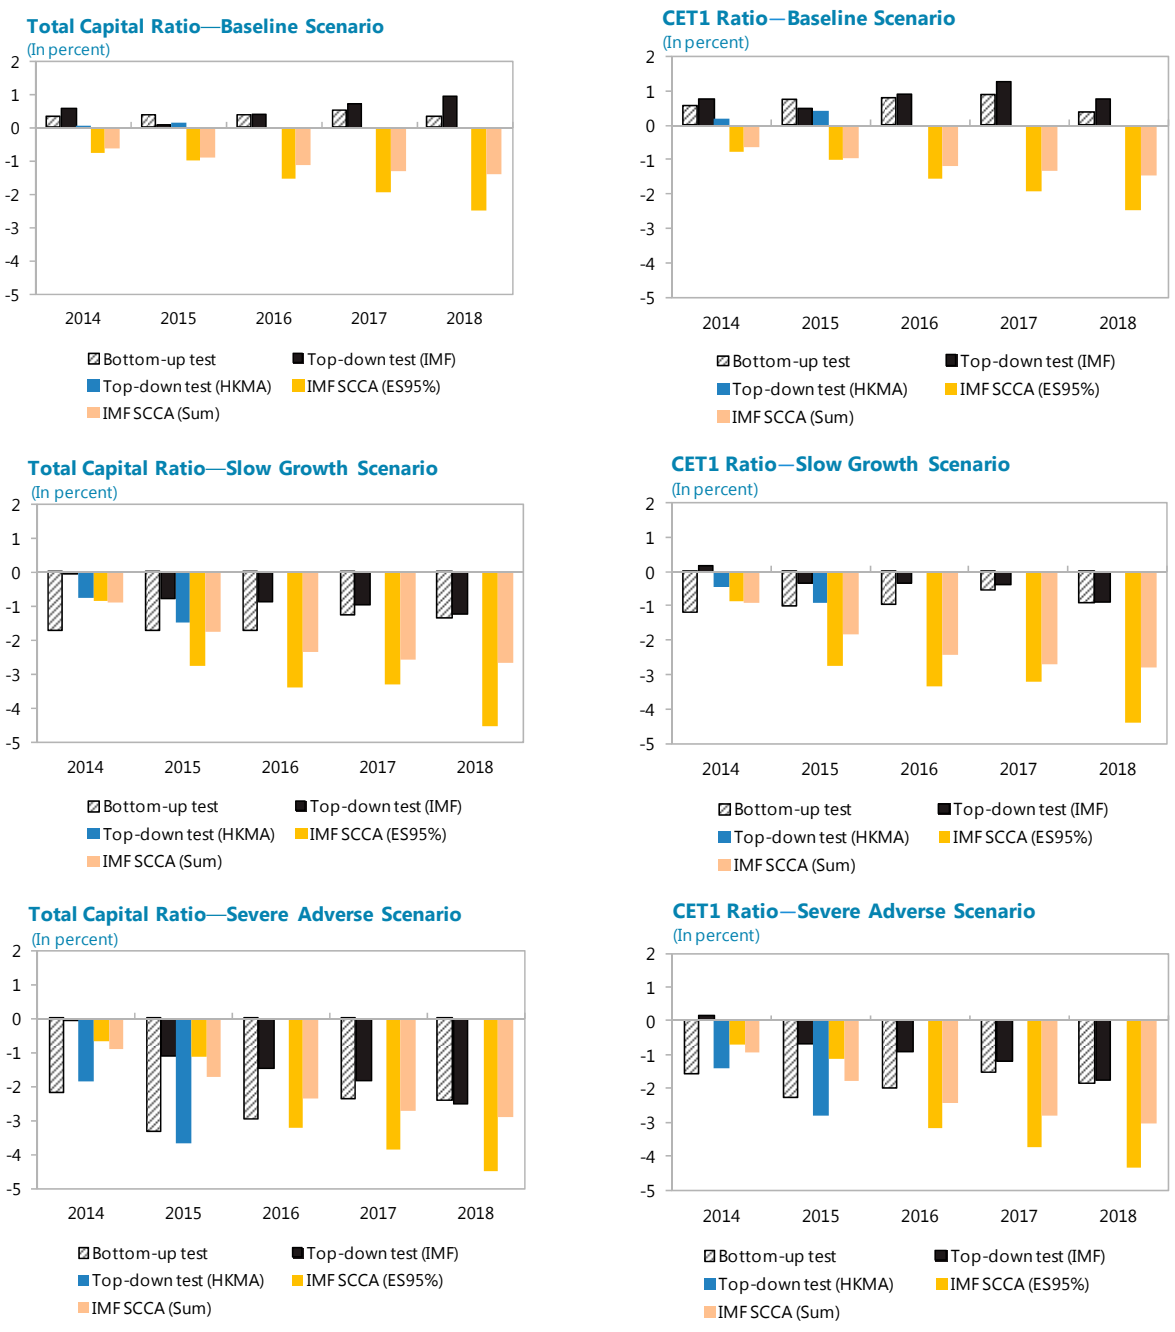 Total Capital Ratio—Baseline Scenario
(In percent)
2
1
0
-1
-2
-3
-4
-5
2014 2015 2016 2017 2018
Bottom-up test Top-down test (IMF)
Top-down test (HKMA) IMF SCCA (ES95%)
IMF SCCA (Sum)
CET1 Ratio—Baseline Scenario
(In percent)
2
1
0
-1
-2
-3
-4
-5
2014 2015 2016 2017 2018
Bottom-up test Top-down test (IMF)
Top-down test (HKMA) IMF SCCA (ES95%)
IMF SCCA (Sum)
Total Capital Ratio—Slow Growth Scenario
(In percent)
2
1
0
-1
-2
-3
-4
-5
2014 2015 2016 2017 2018
Bottom-up test Top-down test (IMF)
Top-down test (HKMA) IMF SCCA (ES95%)
IMF SCCA (Sum)
CET1 Ratio—Slow Growth Scenario
(In percent)
2
1
0
-1
-2
-3
-4
-5
2014 2015 2016 2017 2018
Bottom-up test Top-down test (IMF)
Top-down test (HKMA) IMF SCCA (ES95%)
IMF SCCA (Sum)
Total Capital Ratio—Severe Adverse Scenario
(In percent)
2
1
0
-1
-2
-3
-4
-5
2014 2015 2016 2017 2018
Bottom-up test Top-down test (IMF)
Top-down test (HKMA) IMF SCCA (ES95%)
IMF SCCA (Sum)
CET1 Ratio—Severe Adverse Scenario
(In percent)
2
1
0
-1
-2
-3
-4
-5
2014 2015 2016 2017 2018
Bottom-up test Top-down test (IMF)
Top-down test (HKMA) IMF SCCA (ES95%)
IMF SCCA (Sum)